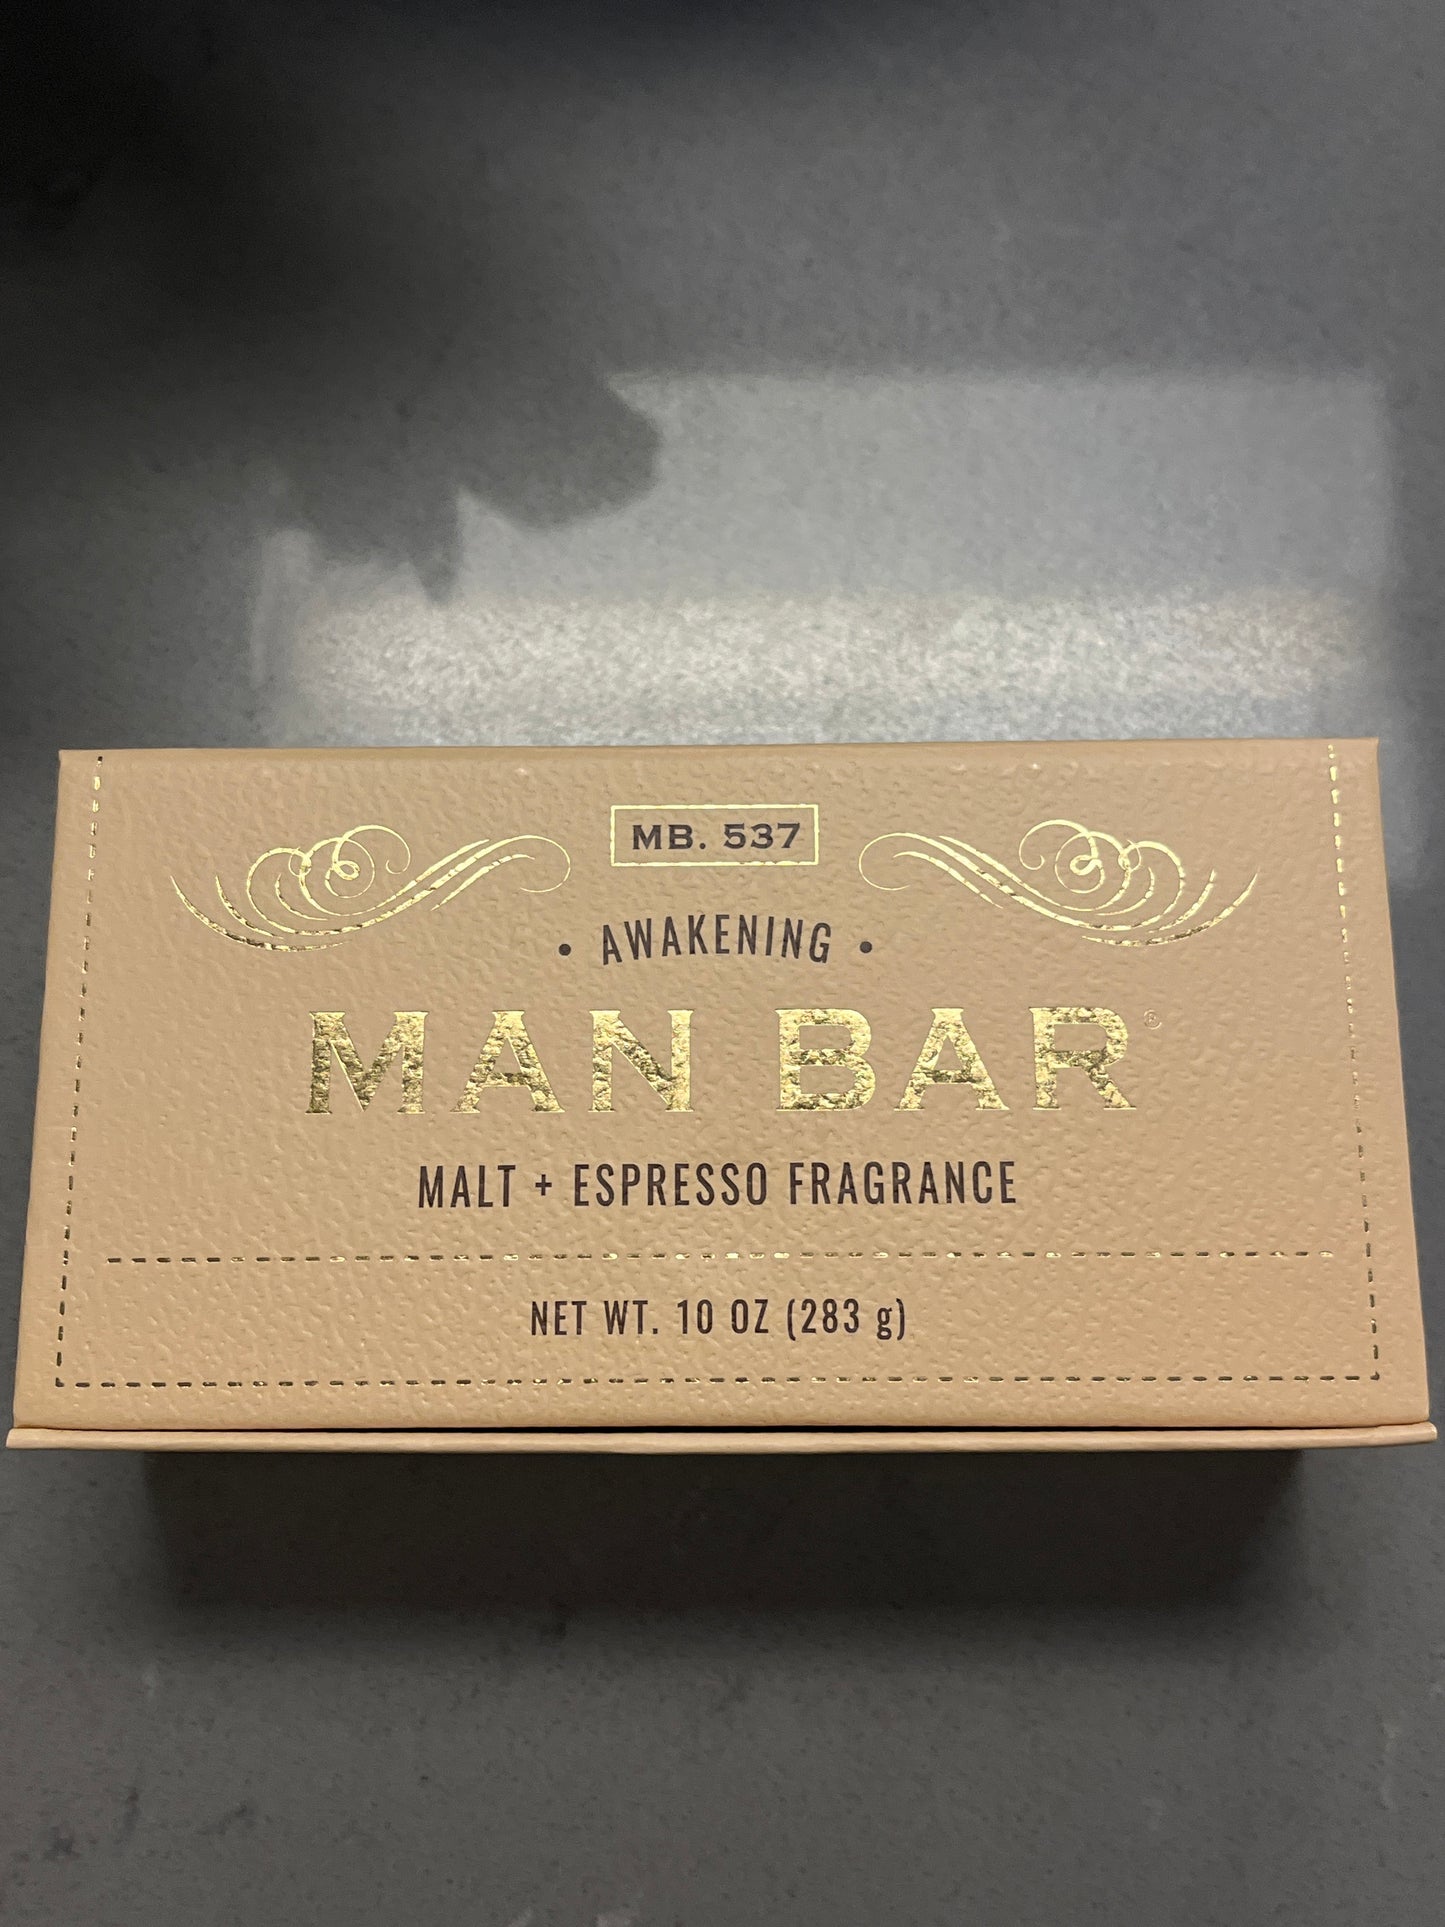 MB. 537
• AWAKENING •
MAN BAR®
MALT + ESPRESSO FRAGRANCE
NET WT. 10 OZ (283 g)